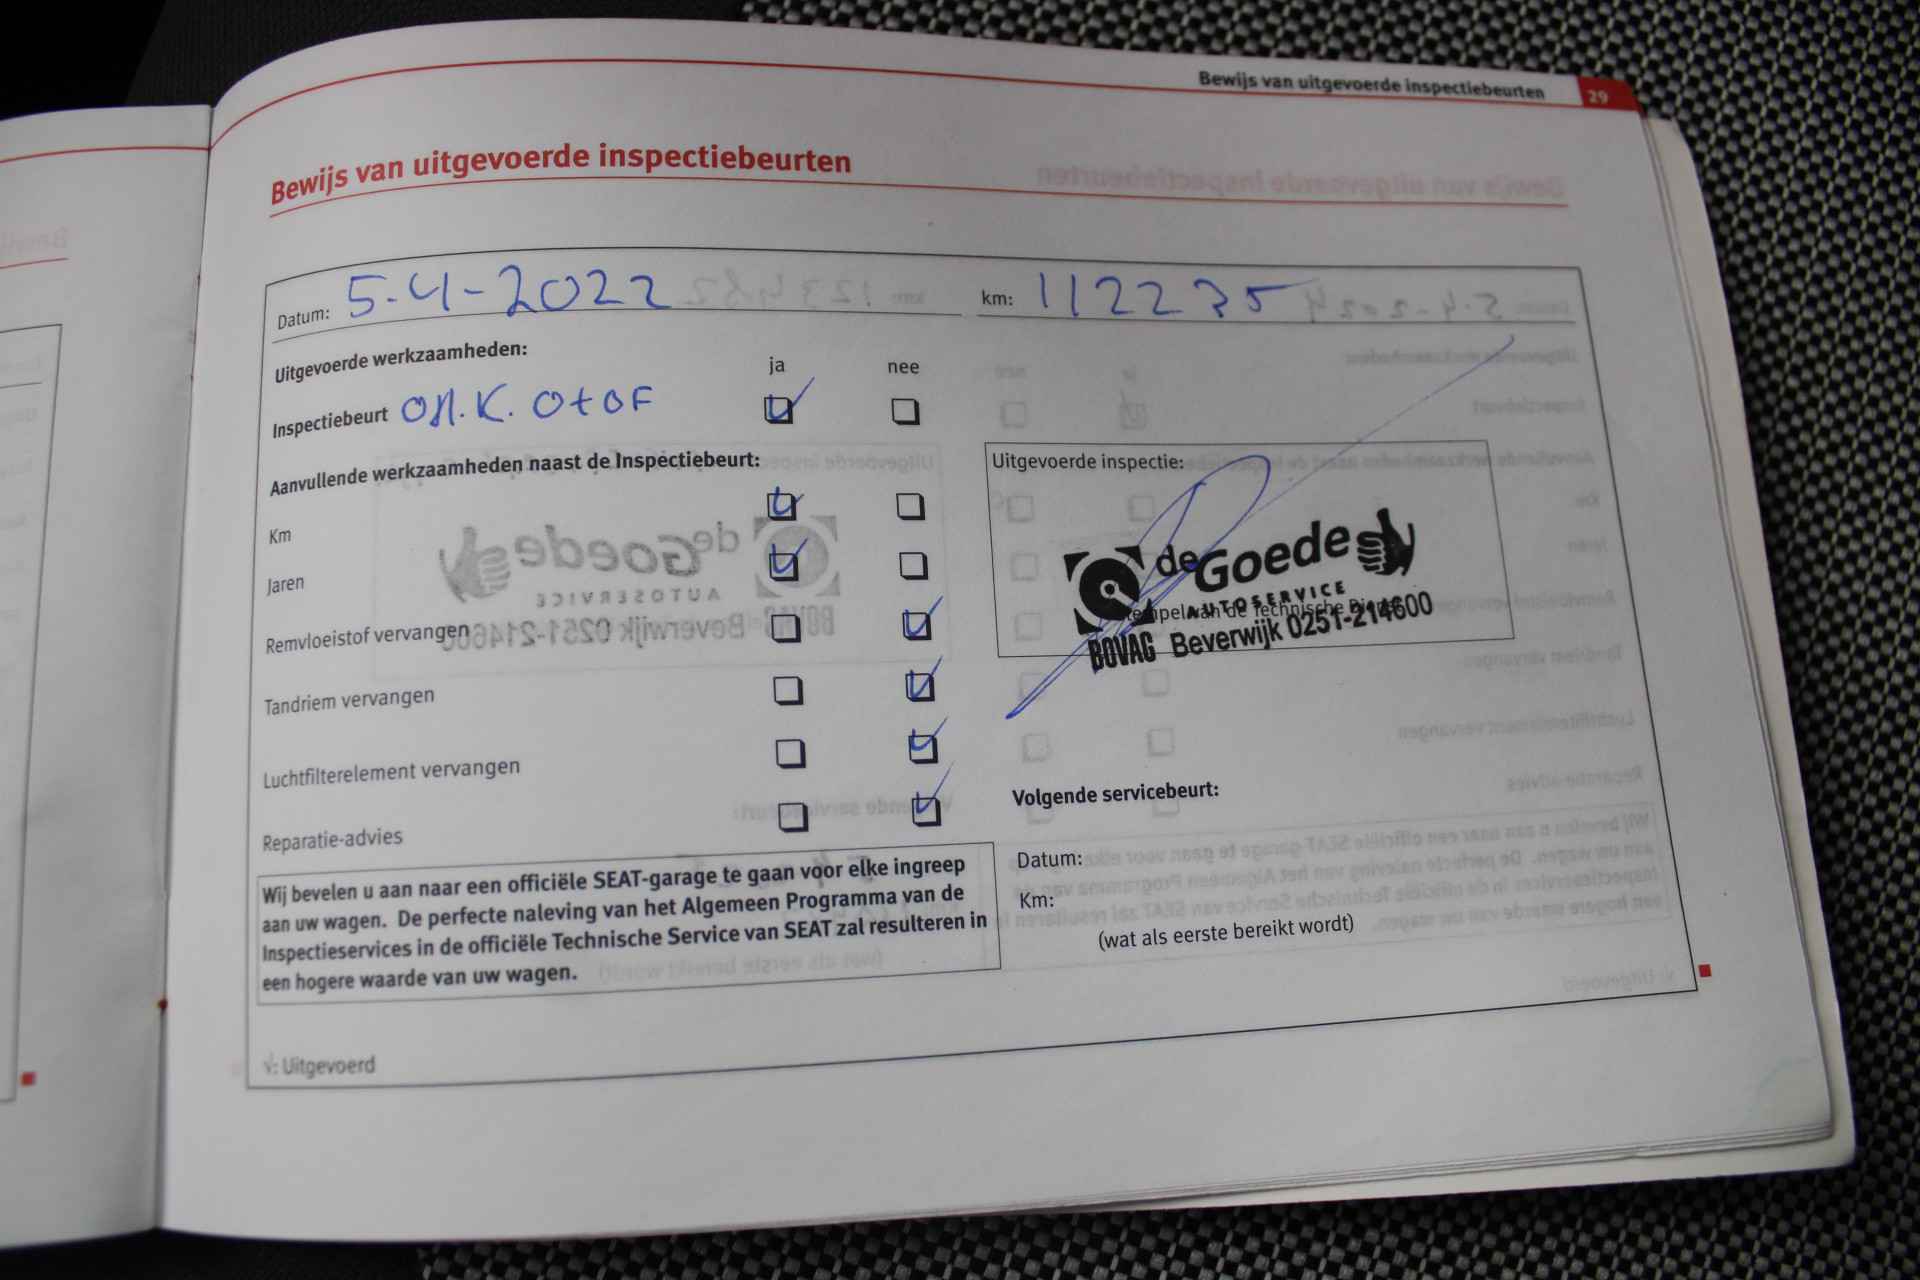 Bewijs van uitgevoerde inspectiebeurten 29
Bewijs van uitgevoerde inspectiebeurten
Datum: 5-4-2022 km: 112235
Uitgevoerde werkzaamheden: ja nee
Inspectiebeurt
Aanvullende werkzaamheden naast de Inspectiebeurt:
Km
Jaren
Remvloeistof vervangen
Tandriem vervangen
Luchtfilterelement vervangen
Reparatie-advies
Wij bevelen u aan naar een officiële SEAT-garage te gaan voor elke ingreep
aan uw wagen. De perfecte naleving van het Algemeen Programma van de
Inspectieservices in de officiële Technische Service van SEAT zal resulteren in
een hogere waarde van uw wagen.
√: Uitgevoerd
Uitgevoerde inspectie:
de Goede
AUTOSERVICE
BOVAG Beverwijk 0251-214600
Volgende servicebeurt:
Datum:
Km:
(wat als eerste bereikt wordt)